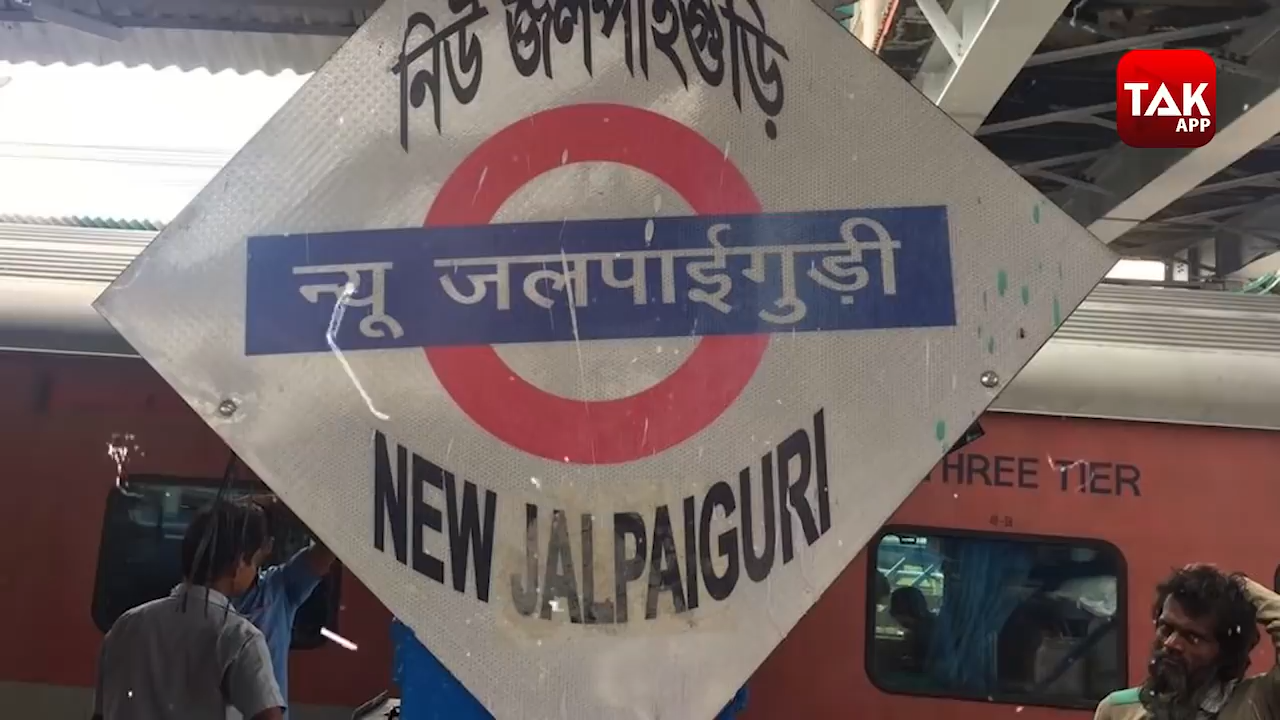 নিউ জলপাইগুড়ি
TAK
APP
न्यू जलपाईगुड़ी
NEW JALPAIGURI
THREE TIER